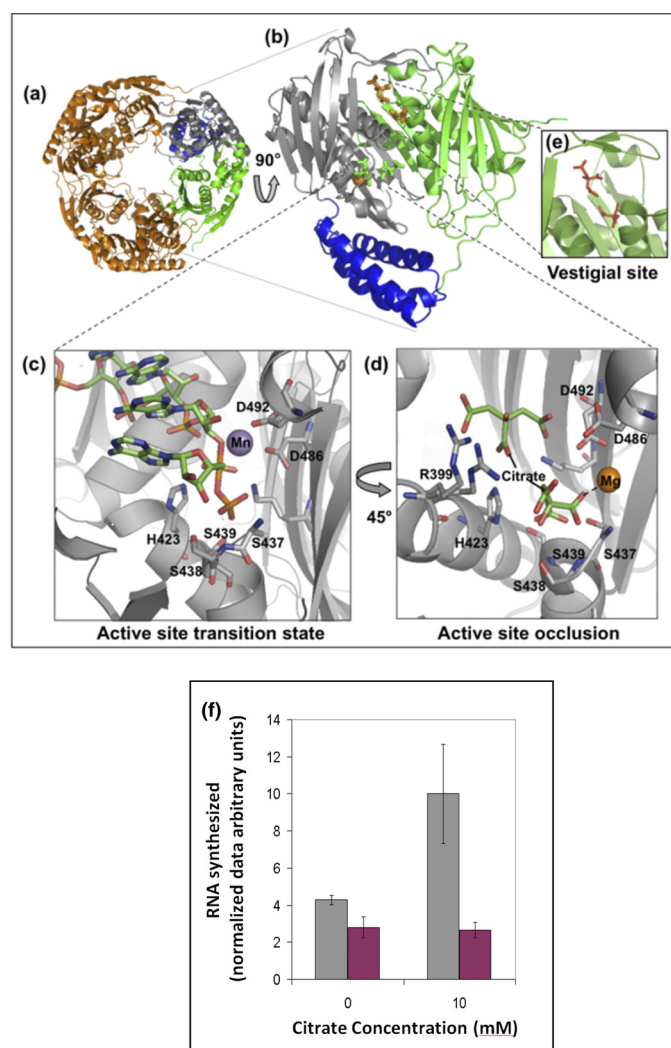 (a)
(b)
90°
(e)
Vestigial site
(c)
D492
Mn
D486
H423
S439
S437
S438
Active site transition state
45°
(d)
D492
D486
R399
Citrate
Mg
H423
S439
S437
S438
Active site occlusion
(f)
RNA synthesized
(normalized data arbitrary units)
14
12
10
8
6
4
2
0
0
10
Citrate Concentration (mM)